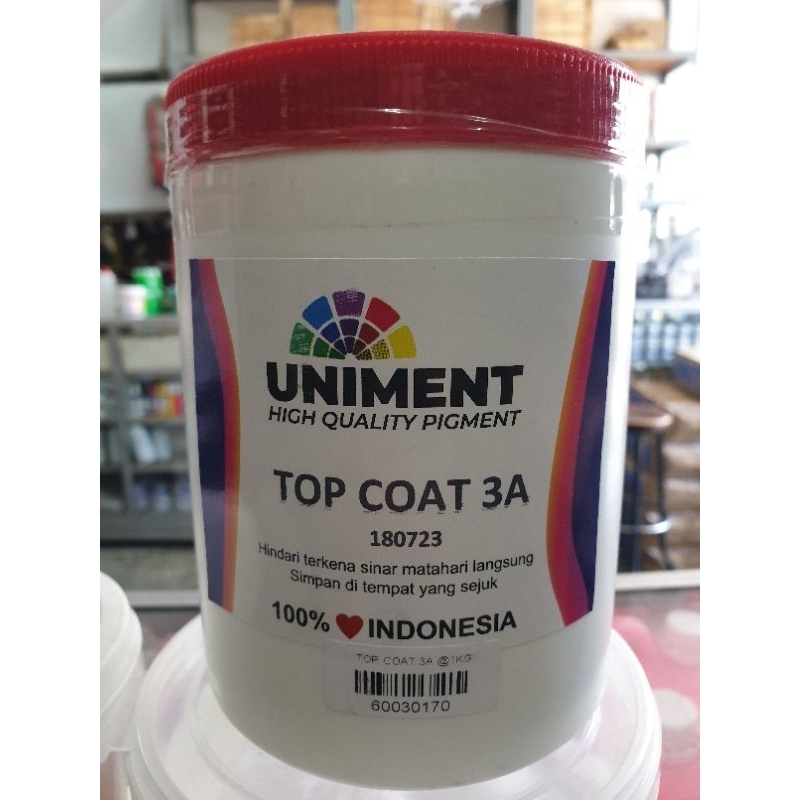 UNIMENT
HIGH QUALITY PIGMENT
TOP COAT 3A
180723
Hindari terkena sinar matahari langsung
Simpan di tempat yang sejuk
100% ❤ INDONESIA
TOP COAT 3A @1KG
60030170